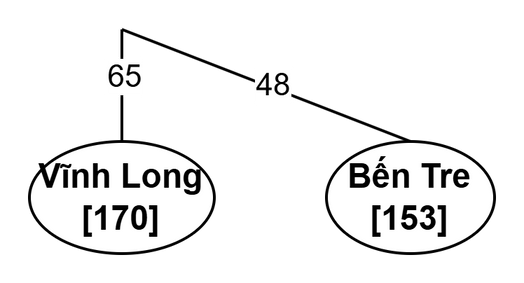 65
48
Vĩnh Long
[170]
Bến Tre
[153]